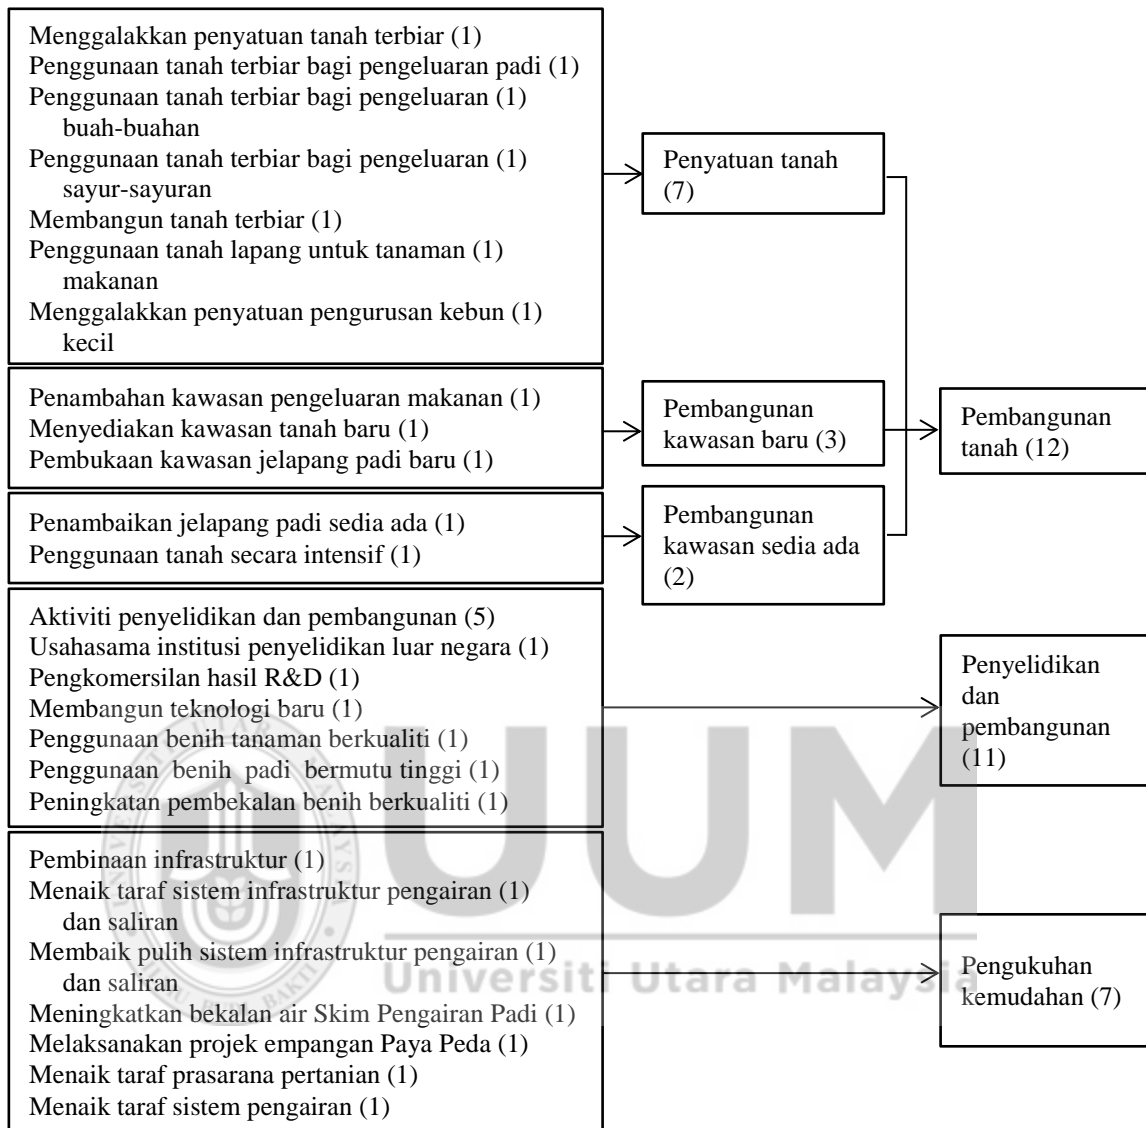 Menggalakkan penyatuan tanah terbiar (1)
Penggunaan tanah terbiar bagi pengeluaran padi (1)
Penggunaan tanah terbiar bagi pengeluaran (1)
buah-buahan
Penggunaan tanah terbiar bagi pengeluaran (1)
sayur-sayuran
Membangun tanah terbiar (1)
Penggunaan tanah lapang untuk tanaman (1)
makanan
Menggalakkan penyatuan pengurusan kebun (1)
kecil
Penyatuan tanah
(7)
Penambahan kawasan pengeluaran makanan (1)
Menyediakan kawasan tanah baru (1)
Pembukaan kawasan jelapang padi baru (1)
Pembangunan
kawasan baru (3)
Pembangunan
tanah (12)
Penambaikan jelapang padi sedia ada (1)
Penggunaan tanah secara intensif (1)
Pembangunan
kawasan sedia ada
(2)
Aktiviti penyelidikan dan pembangunan (5)
Usahasama institusi penyelidikan luar negara (1)
Pengkomersilan hasil R&D (1)
Membangun teknologi baru (1)
Penggunaan benih tanaman berkualiti (1)
Penggunaan benih padi bermutu tinggi (1)
Peningkatan pembekalan benih berkualiti (1)
Penyelidikan
dan
pembangunan
(11)
Pembinaan infrastruktur (1)
Menaik taraf sistem infrastruktur pengairan (1)
dan saliran
Membaik pulih sistem infrastruktur pengairan (1)
dan saliran
Meningkatkan bekalan air Skim Pengairan Padi (1)
Melaksanakan projek empangan Paya Peda (1)
Menaik taraf prasarana pertanian (1)
Menaik taraf sistem pengairan (1)
Pengukuhan
kemudahan (7)
UUM
Universiti Utara Malaysia
UNIVERSITI UTARA MALAYSIA
ILMU BUDI BAKTI